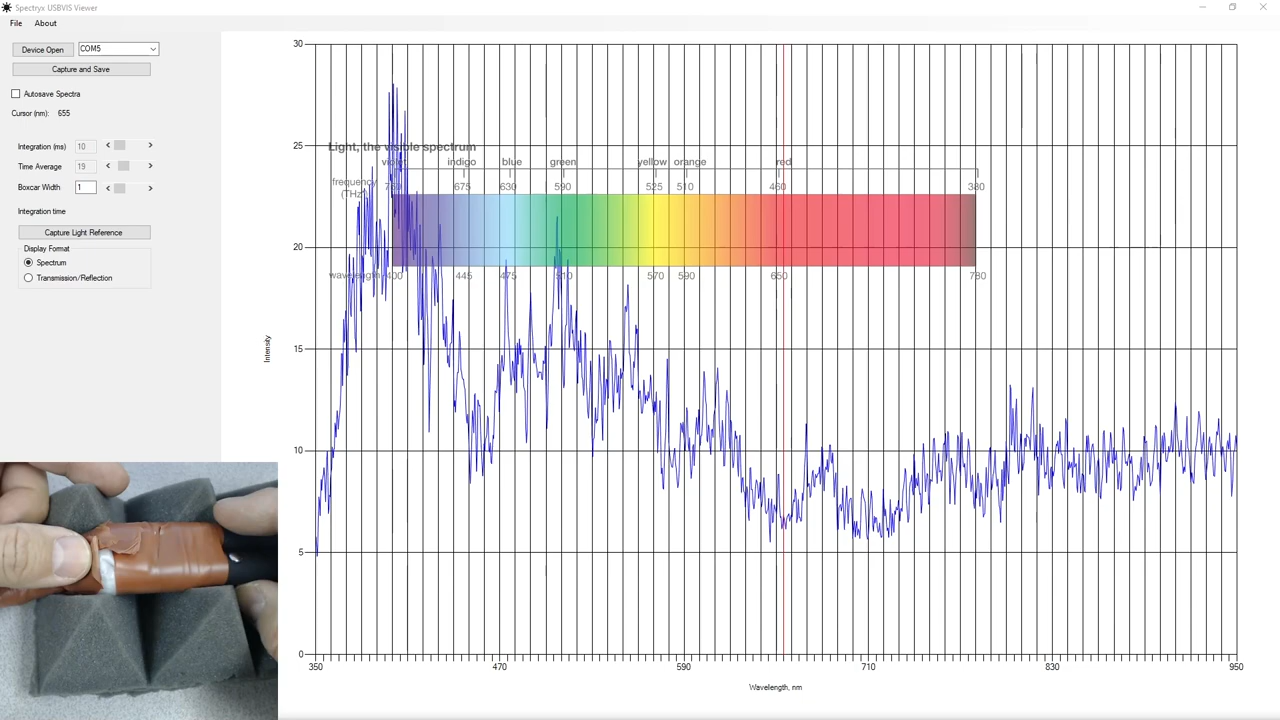 Spectryx USBVIS Viewer
File About
Device Open COM5
Capture and Save
Autosave Spectra
Cursor (nm): 655
Integration (ms) 10
Time Average 19
Boxcar Width 1
Integration time
Capture Light Reference
Display Format
Spectrum
Transmission/Reflection
30
25
20
15
10
5
0
Intensity
Light, the visible spectrum
violet indigo blue green yellow orange red
frequency
(THz) 750 675 630 590 525 510 460 380
wavelength 400 445 475 510 570 590 650 780
350 470 590 710 830 950
Wavelength, nm